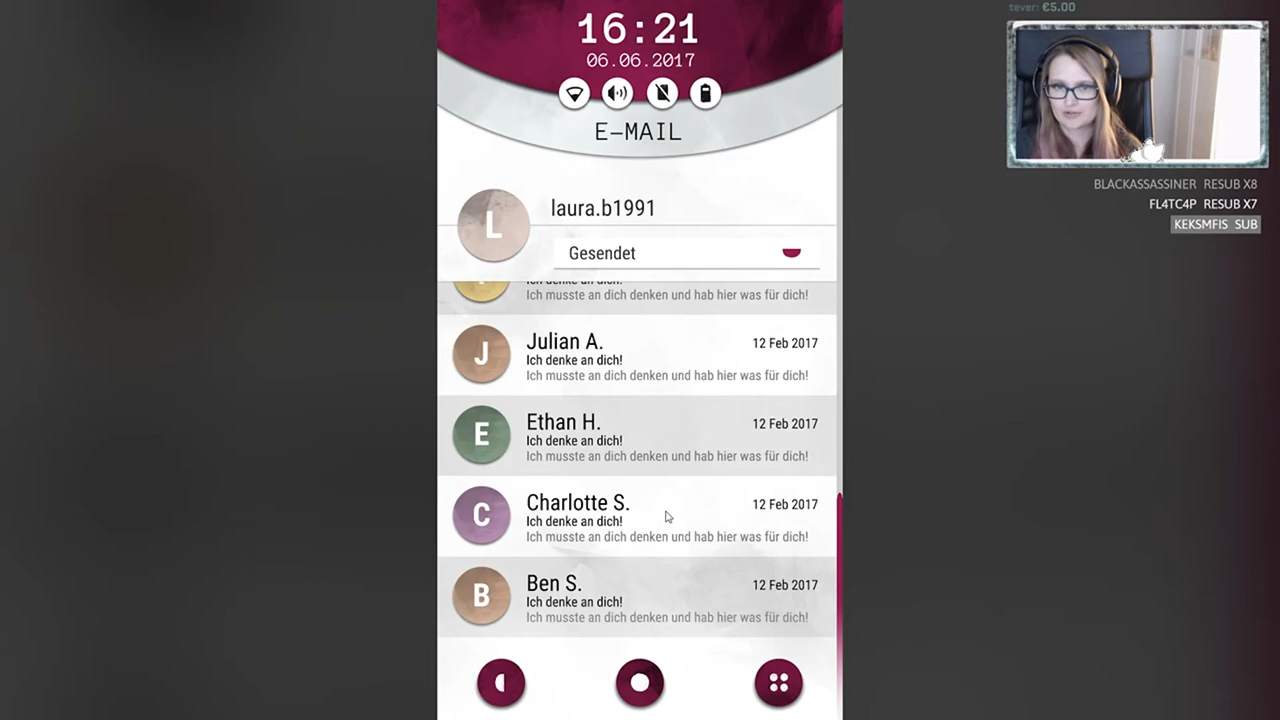 16:21
06.06.2017
E-MAIL
L
laura.b1991
Gesendet
Ich denke an dich!
Ich musste an dich denken und hab hier was für dich!
J
Julian A.
12 Feb 2017
Ich denke an dich!
Ich musste an dich denken und hab hier was für dich!
E
Ethan H.
12 Feb 2017
Ich denke an dich!
Ich musste an dich denken und hab hier was für dich!
C
Charlotte S.
12 Feb 2017
Ich denke an dich!
Ich musste an dich denken und hab hier was für dich!
B
Ben S.
12 Feb 2017
Ich denke an dich!
Ich musste an dich denken und hab hier was für dich!
tever: €5.00
BLACKASSASSINER RESUB X8
FL4TC4P RESUB X7
KEKSMFIS SUB